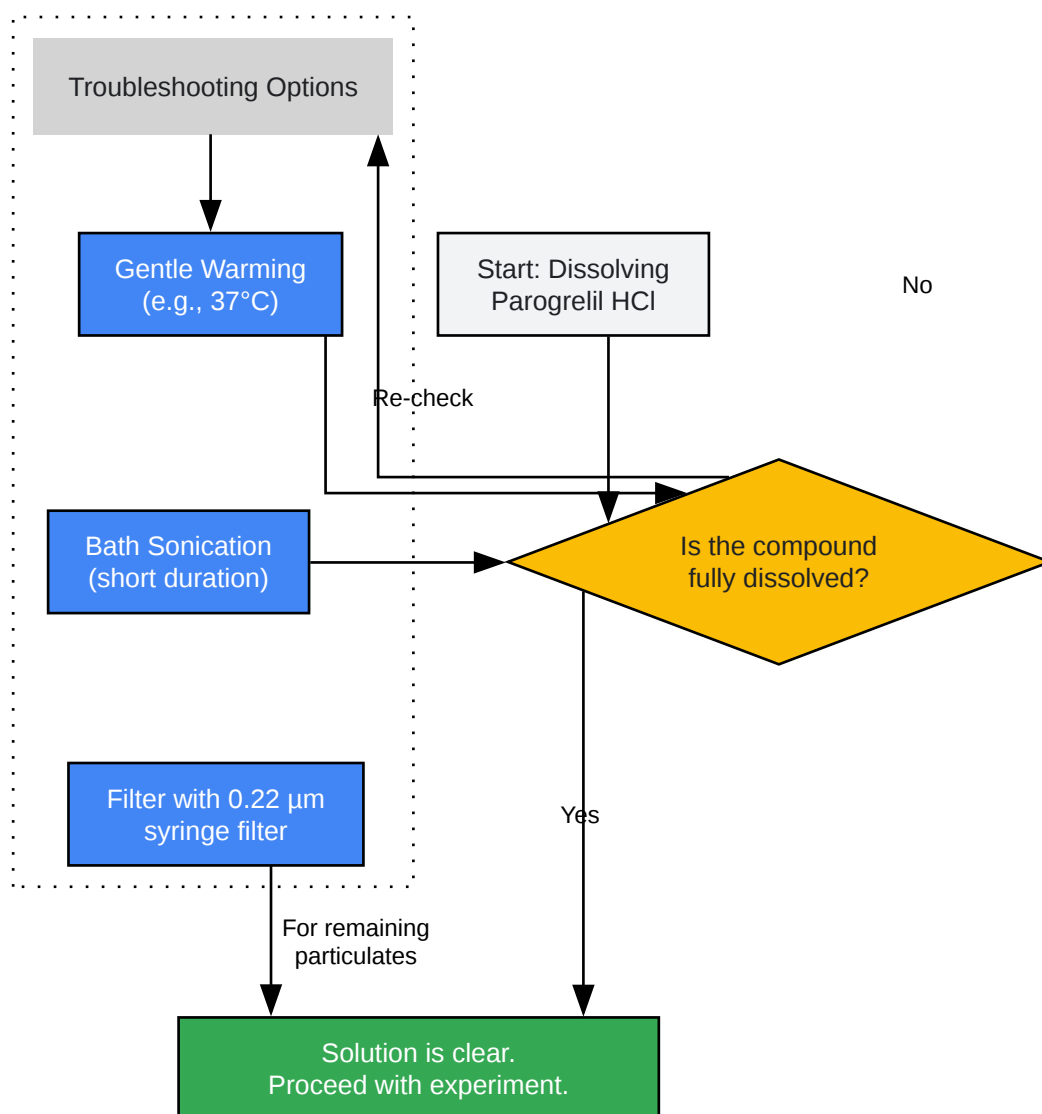 Troubleshooting Options
Gentle Warming
(e.g., 37°C)
Start: Dissolving
Parogrelil HCl
No
Re-check
Bath Sonication
(short duration)
Is the compound
fully dissolved?
Filter with 0.22 µm
syringe filter
Yes
For remaining
particulates
Solution is clear.
Proceed with experiment.